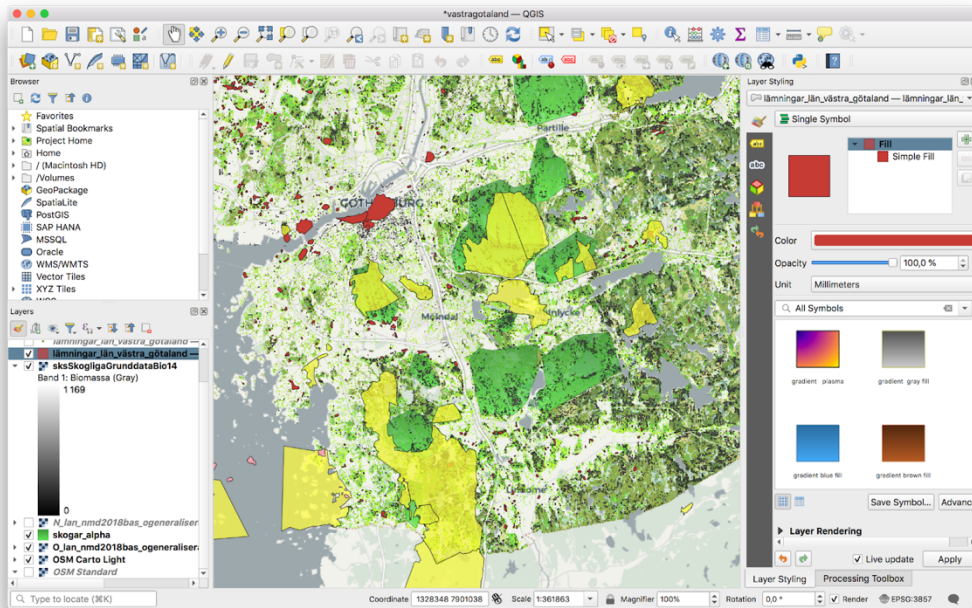 *vastragotaland — QGIS
Browser
Favorites
Spatial Bookmarks
Project Home
Home
/ (Macintosh HD)
/Volumes
GeoPackage
SpatiaLite
PostGIS
SAP HANA
MSSQL
Oracle
WMS/WMTS
Vector Tiles
XYZ Tiles
Layers
lämningar_län_västra_götaland —
lämningar_län_västra_götaland —
sksSkogligaGrunddataBio14
Band 1: Biomassa (Gray)
1 169
0
N_lan_nmd2018bas_ogeneraliser
skogar_alpha
O_lan_nmd2018bas_ogeneralisera
OSM Carto Light
OSM Standard
Partille
Mölndal
Layer Styling
lämningar_län_västra_götaland — lämningar_län_
Single Symbol
Fill
Simple Fill
Color
Opacity
100,0 %
Unit
Millimeters
All Symbols
gradient plasma
gradient gray fill
gradient blue fill
gradient brown fill
Save Symbol...
Advanc
Layer Rendering
Live update
Apply
Layer Styling
Processing Toolbox
Type to locate (⌘K)
Coordinate
1328348 7901038
Scale
1:361863
Magnifier
100%
Rotation
0,0 °
Render
EPSG:3857